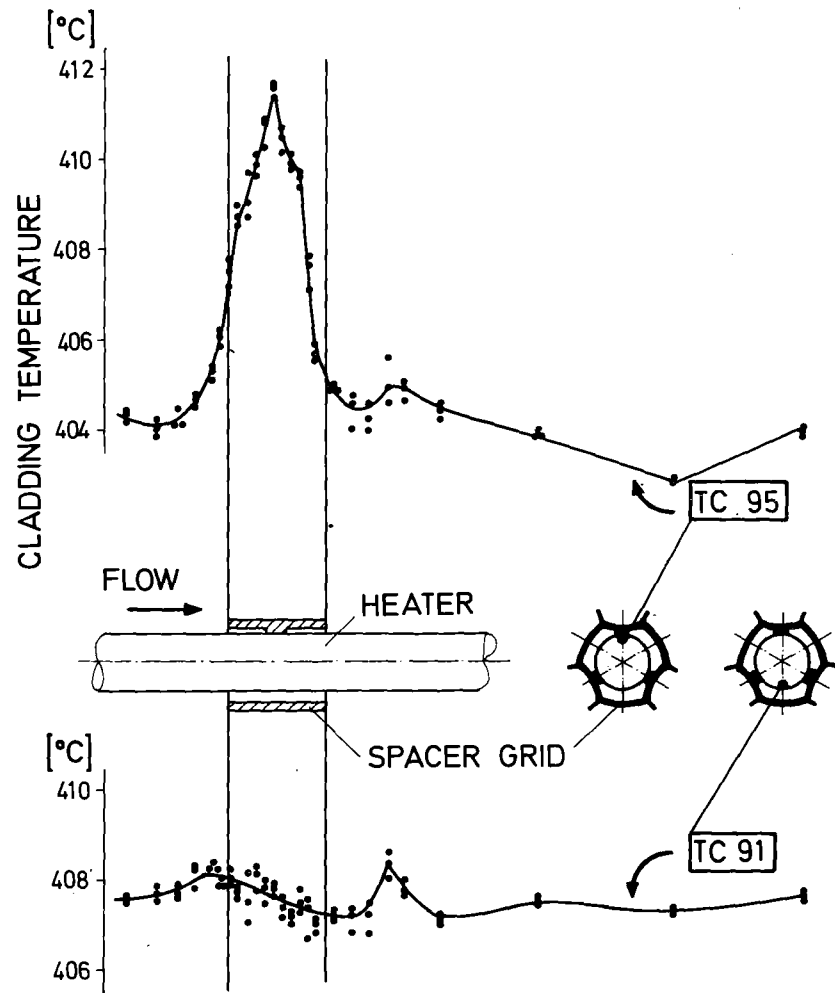 [°C]
412
410
408
406
404
CLADDING TEMPERATURE
TC 95
FLOW
HEATER
SPACER GRID
[°C]
410
408
406
TC 91